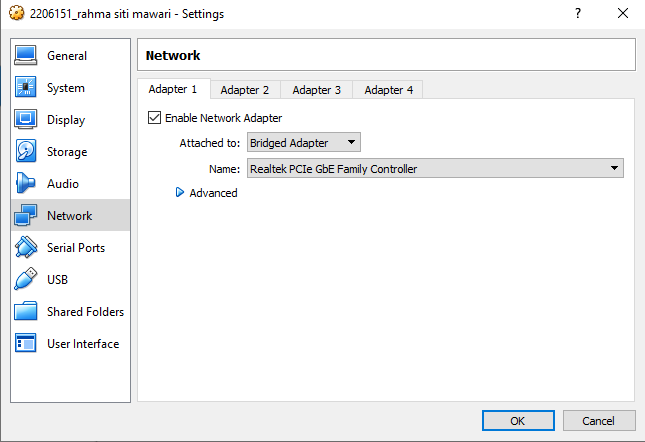 2206151_rahma siti mawari - Settings
General
System
Display
Storage
Audio
Network
Serial Ports
USB
Shared Folders
User Interface
Network
Adapter 1 Adapter 2 Adapter 3 Adapter 4
Enable Network Adapter
Attached to: Bridged Adapter
Name: Realtek PCIe GbE Family Controller
Advanced
OK Cancel